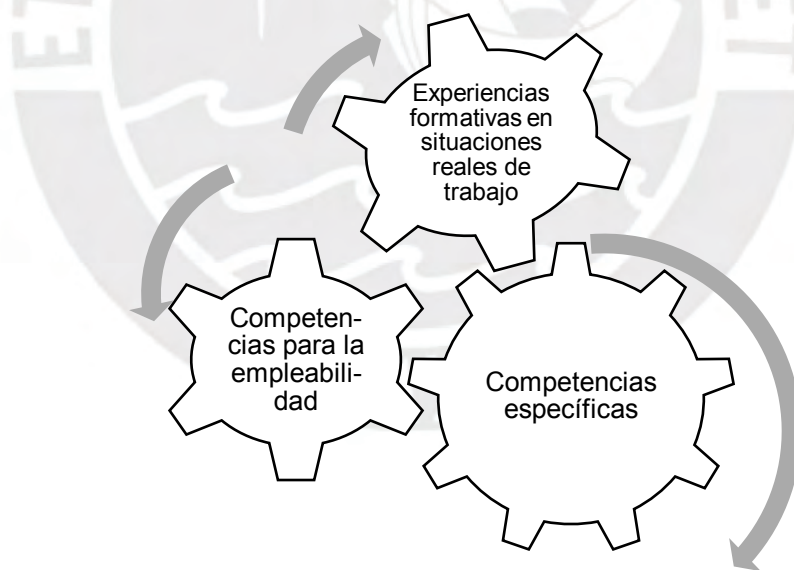 Experiencias
formativas en
situaciones
reales de
trabajo
Competen-
cias para la
empleabili-
dad
Competencias
específicas